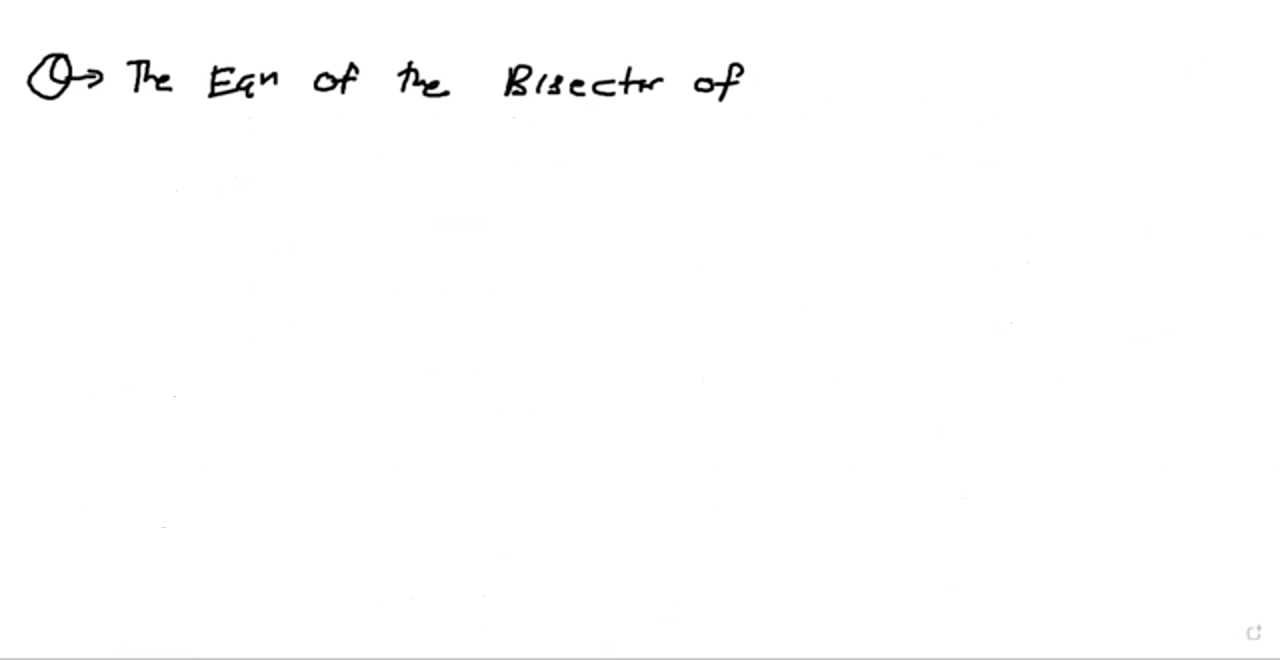 Q→ The Eqn of the Bisector of